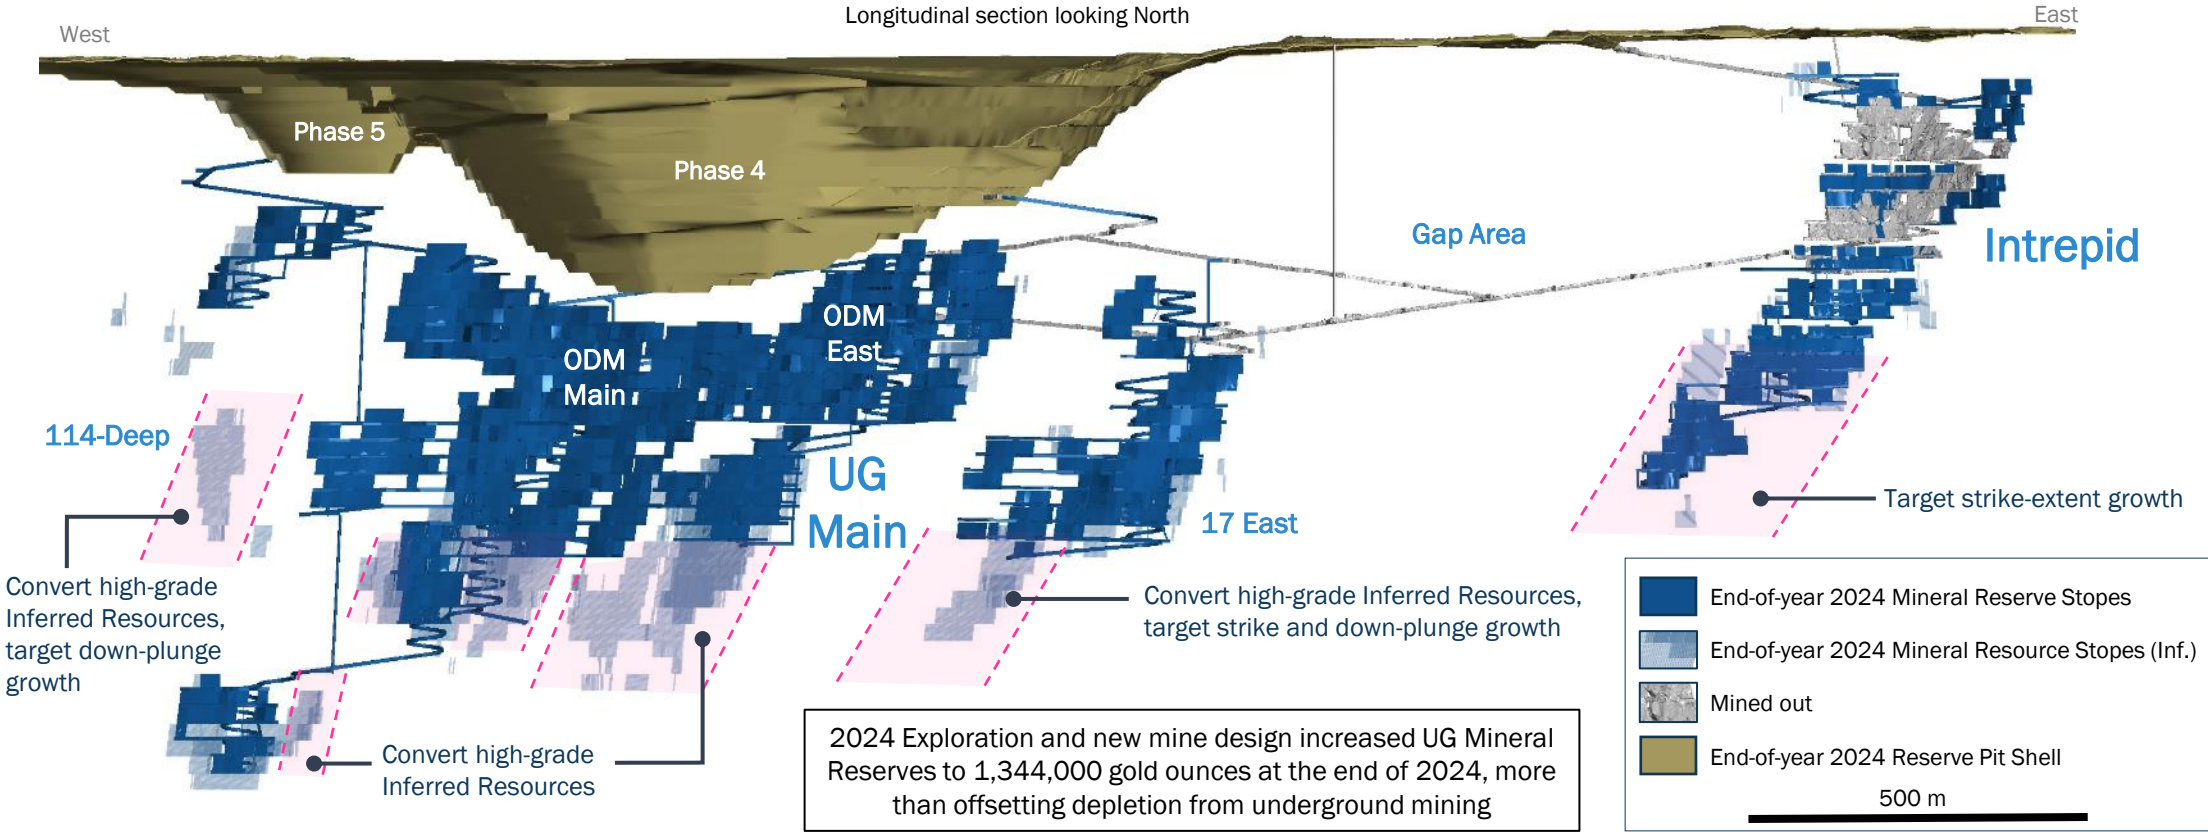 Longitudinal section looking North
West
East
Phase 5
Phase 4
Gap Area
Intrepid
ODM
East
ODM
Main
114-Deep
UG
Main
17 East
Target strike-extent growth
Convert high-grade
Inferred Resources,
target down-plunge
growth
Convert high-grade Inferred Resources,
target strike and down-plunge growth
Convert high-grade
Inferred Resources
2024 Exploration and new mine design increased UG Mineral
Reserves to 1,344,000 gold ounces at the end of 2024, more
than offsetting depletion from underground mining
End-of-year 2024 Mineral Reserve Stopes
End-of-year 2024 Mineral Resource Stopes (Inf.)
Mined out
End-of-year 2024 Reserve Pit Shell
500 m